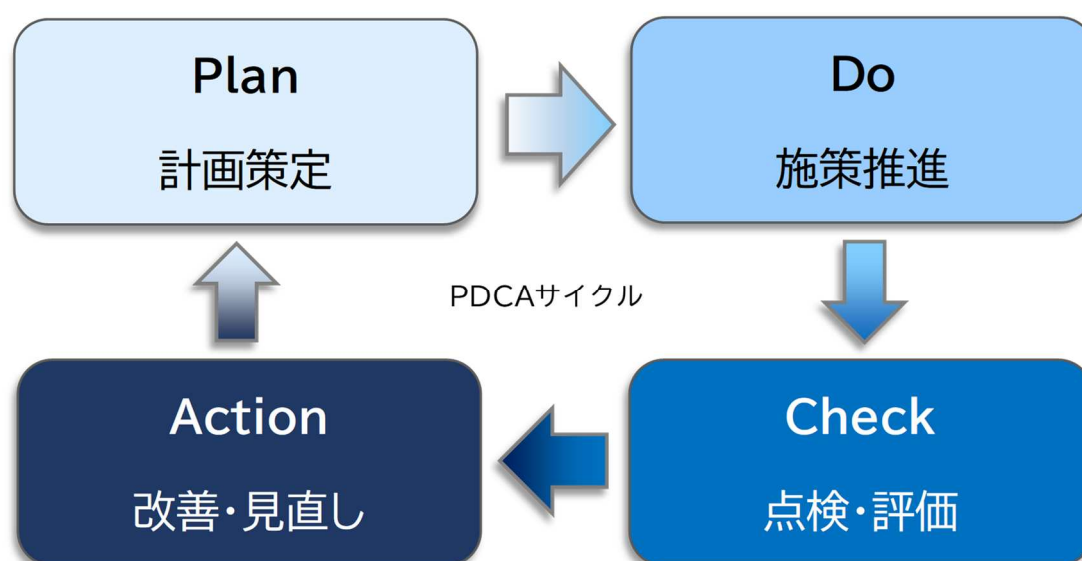 Plan
計画策定
Do
施策推進
PDCAサイクル
Action
改善・見直し
Check
点検・評価